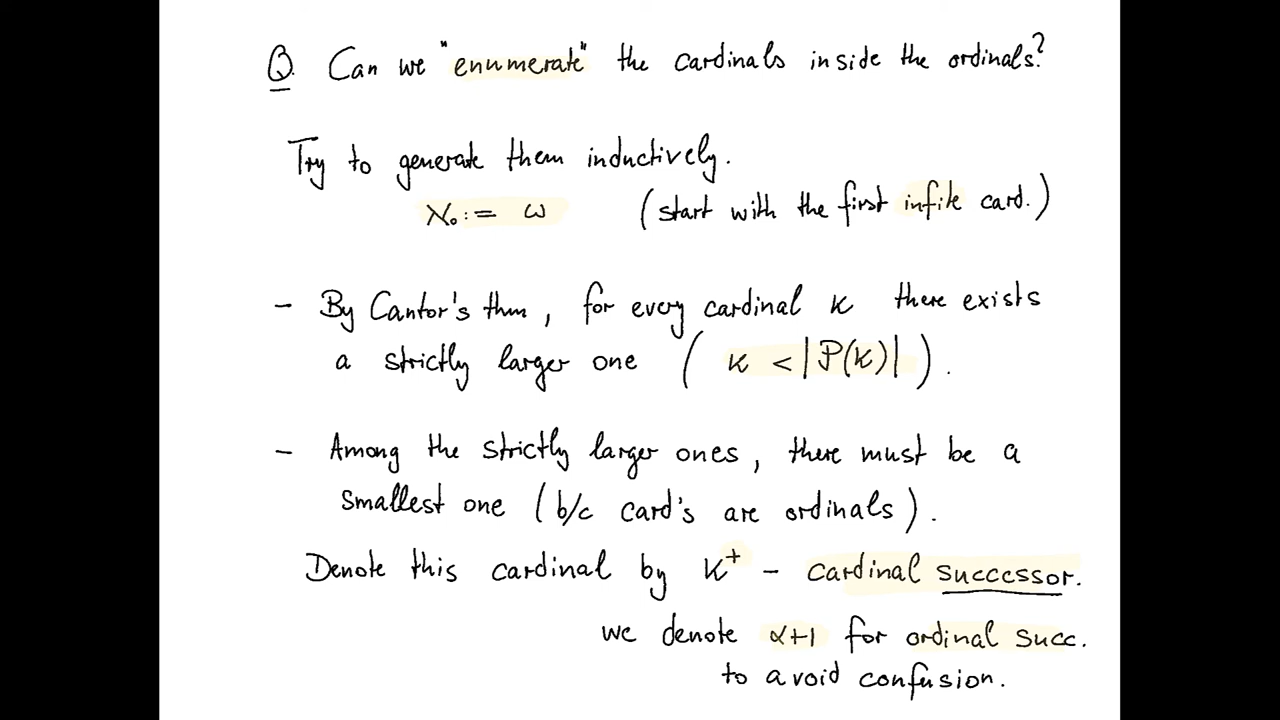 Q. Can we "enumerate" the cardinals inside the ordinals?
Try to generate them inductively.
ℵ₀ := ω (start with the first infite card.)
- By Cantor's thm, for every cardinal κ there exists
a strictly larger one ( κ < |P(κ)| ).
- Among the strictly larger ones, there must be a
smallest one (b/c card's are ordinals).
Denote this cardinal by κ⁺ - cardinal successor.
we denote α+1 for ordinal succ.
to avoid confusion.